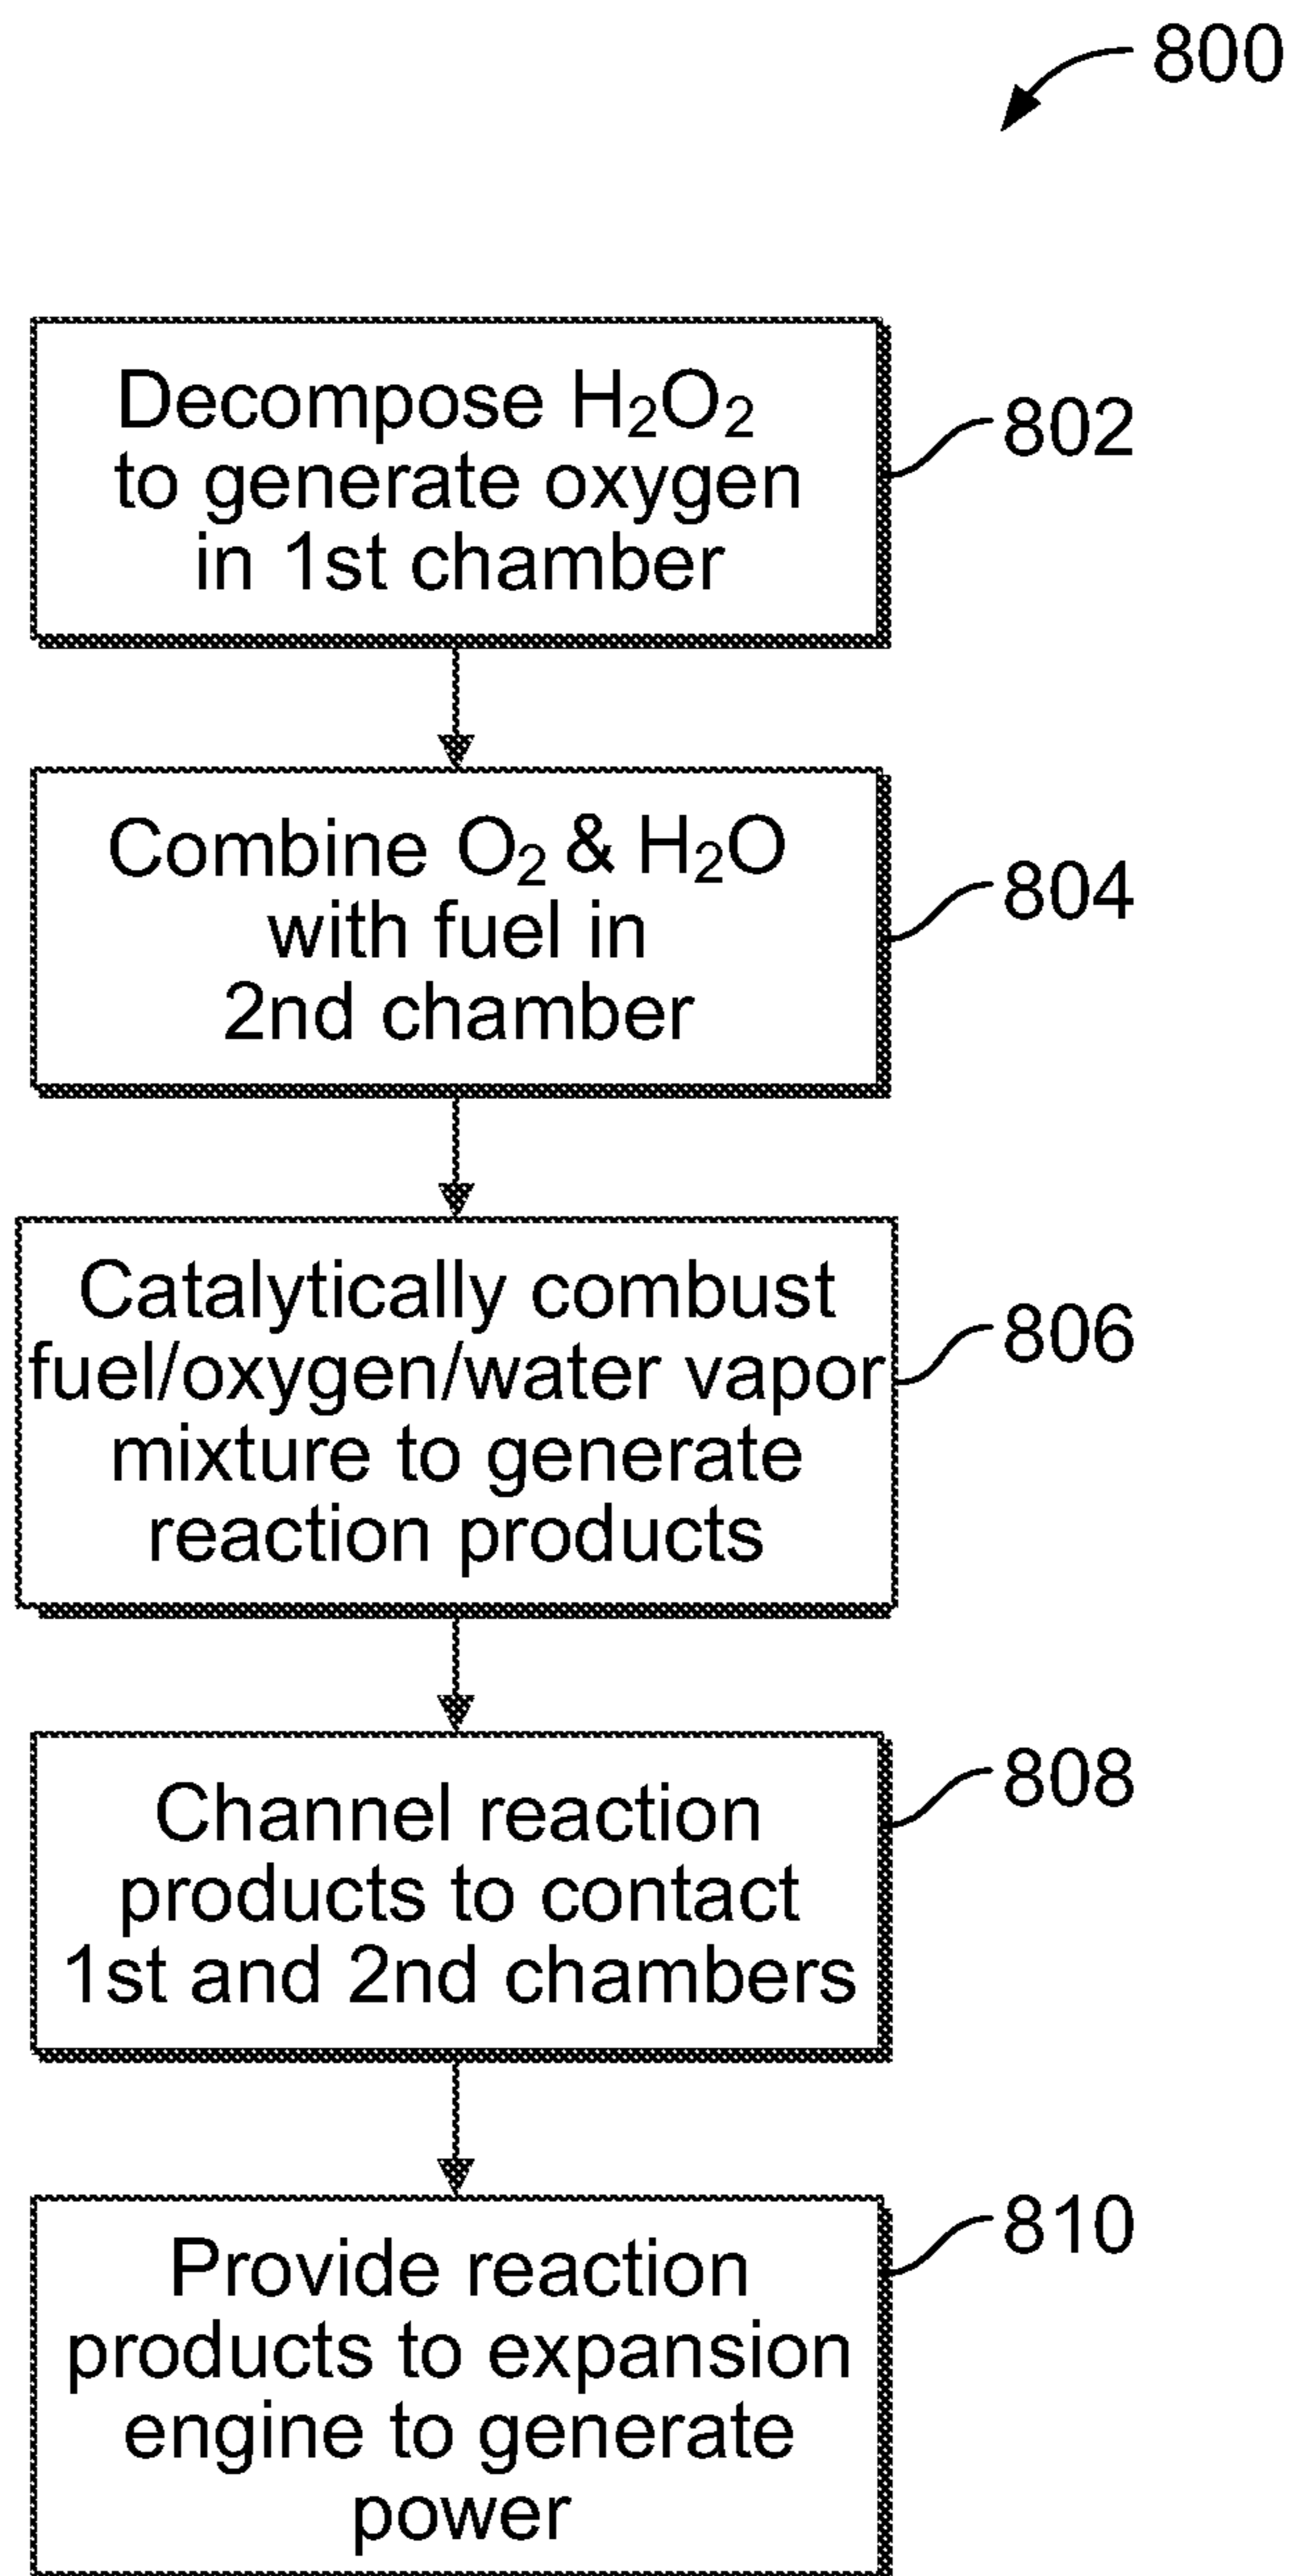 800
Decompose H₂O₂
to generate oxygen
in 1st chamber
802
Combine O₂ & H₂O
with fuel in
2nd chamber
804
Catalytically combust
fuel/oxygen/water vapor
mixture to generate
reaction products
806
Channel reaction
products to contact
1st and 2nd chambers
808
Provide reaction
products to expansion
engine to generate
power
810